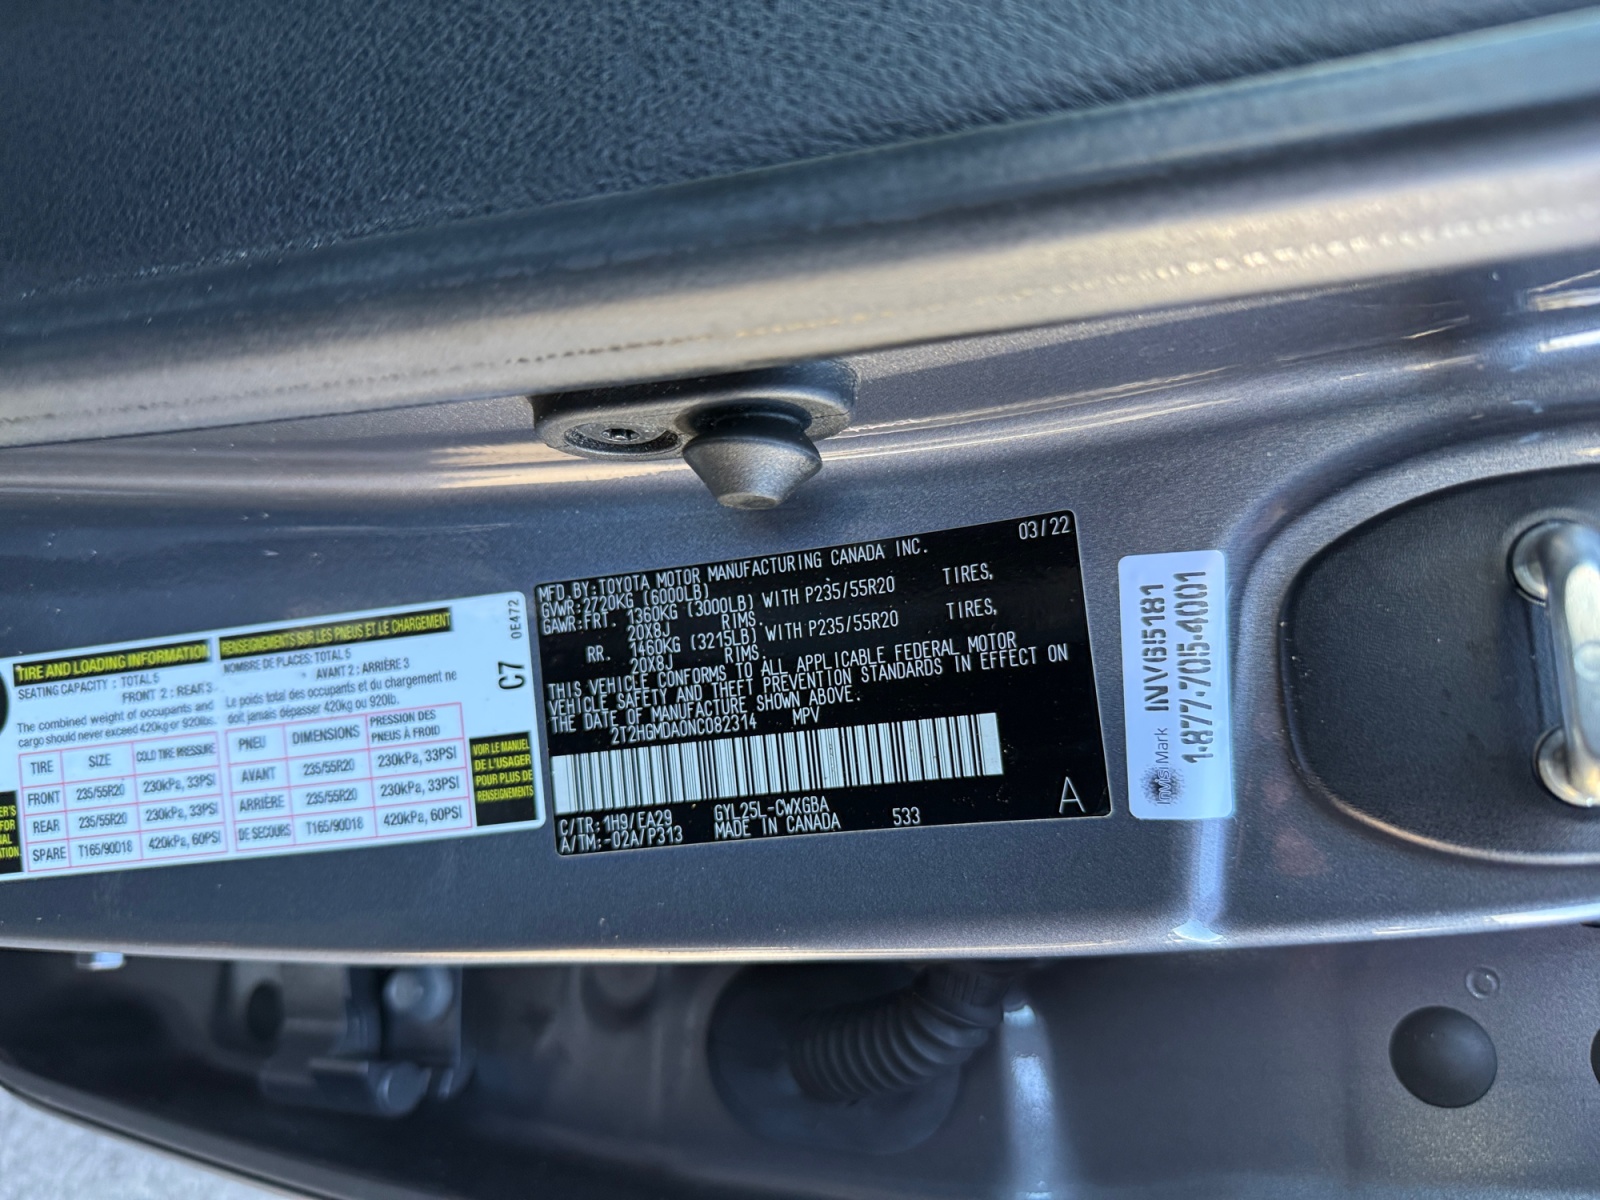 TIRE AND LOADING INFORMATION
SEATING CAPACITY : TOTAL 5
FRONT 2 : REAR 3
The combined weight of occupants and
cargo should never exceed 420kg or 920lbs.
TIRE SIZE COLD TIRE PRESSURE
FRONT 235/55R20 230kPa, 33PSI
REAR 235/55R20 230kPa, 33PSI
SPARE T165/90D18 420kPa, 60PSI
RENSEIGNEMENTS SUR LES PNEUS ET LE CHARGEMENT
NOMBRE DE PLACES: TOTAL 5
AVANT 2 : ARRIÈRE 3
Le poids total des occupants et du chargement ne
doit jamais dépasser 420kg ou 920lb.
PNEU DIMENSIONS PRESSION DES PNEUS À FROID
AVANT 235/55R20 230kPa, 33PSI
ARRIÈRE 235/55R20 230kPa, 33PSI
DE SECOURS T165/90D18 420kPa, 60PSI
VOIR LE MANUEL
DE L'USAGER
POUR PLUS DE
RENSEIGNEMENTS
C7
0E472
MFD.BY:TOYOTA MOTOR MANUFACTURING CANADA INC. 03/22
GVWR:2720KG (6000LB)
GAWR:FRT. 1360KG (3000LB) WITH P235/55R20 TIRES,
20X8J RIMS.
RR. 1460KG (3215LB) WITH P235/55R20 TIRES,
20X8J RIMS.
THIS VEHICLE CONFORMS TO ALL APPLICABLE FEDERAL MOTOR
VEHICLE SAFETY AND THEFT PREVENTION STANDARDS IN EFFECT ON
THE DATE OF MANUFACTURE SHOWN ABOVE.
2T2HGMDA0NC082314 MPV
C/TR:1H9/EA29 GYL25L-CWXGBA
A/TM:-02A/P313 MADE IN CANADA 533
A
InvisMark INV6I5181
1·877·705·4001